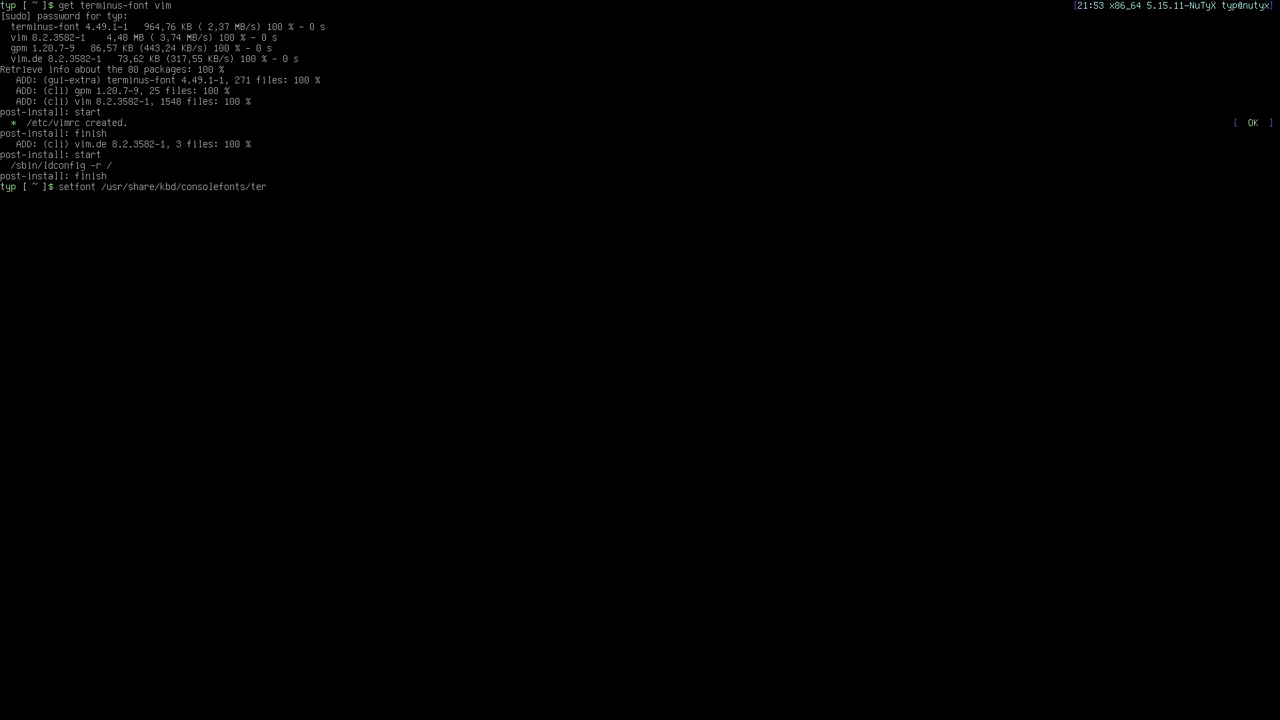 typ [ ~ ]$ get terminus-font vim [21:53 x86_64 5.15.11-NuTyX typ@nutyx]
[sudo] password for typ:
  terminus-font 4.49.1-1   964,76 KB ( 2,37 MB/s) 100 % - 0 s
  vim 8.2.3582-1    4,48 MB ( 3,74 MB/s) 100 % - 0 s
  gpm 1.20.7-9   86,57 KB (443,24 KB/s) 100 % - 0 s
  vim.de 8.2.3582-1   73,62 KB (317,55 KB/s) 100 % - 0 s
Retrieve info about the 80 packages: 100 %
   ADD: (gui-extra) terminus-font 4.49.1-1, 271 files: 100 %
   ADD: (cli) gpm 1.20.7-9, 25 files: 100 %
   ADD: (cli) vim 8.2.3582-1, 1548 files: 100 %
post-install: start
  *  /etc/vimrc created. [  OK  ]
post-install: finish
   ADD: (cli) vim.de 8.2.3582-1, 3 files: 100 %
post-install: start
  /sbin/ldconfig -r /
post-install: finish
typ [ ~ ]$ setfont /usr/share/kbd/consolefonts/ter